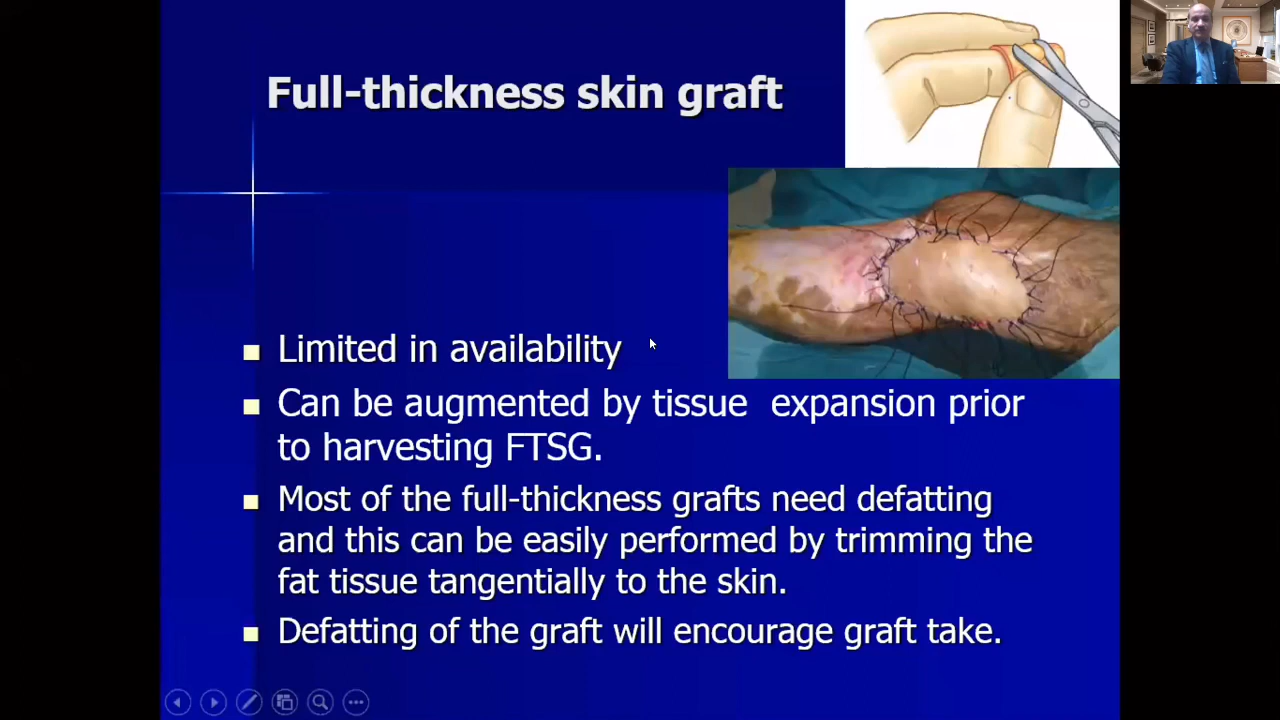 Full-thickness skin graft
Limited in availability
Can be augmented by tissue expansion prior
to harvesting FTSG.
Most of the full-thickness grafts need defatting
and this can be easily performed by trimming the
fat tissue tangentially to the skin.
Defatting of the graft will encourage graft take.